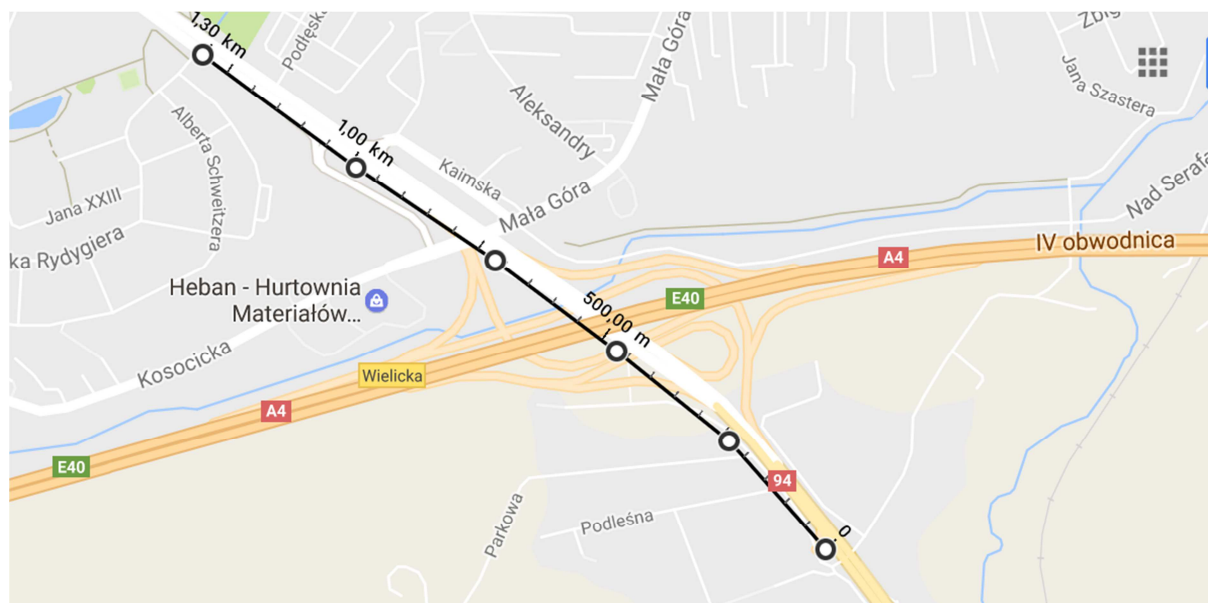 1,30 km
Podłęska
Mała Góra
Zbig
Jana Szastera
Aleksandry
Alberta Schweitzera
1,00 km
Kaimska
Jana XXIII
Mała Góra
Nad Serafą
ka Rydygiera
IV obwodnica
A4
Heban - Hurtownia
Materiałów...
E40
500,00 m
Kosocicka
Wielicka
A4
E40
94
Parkowa
Podleśna
0